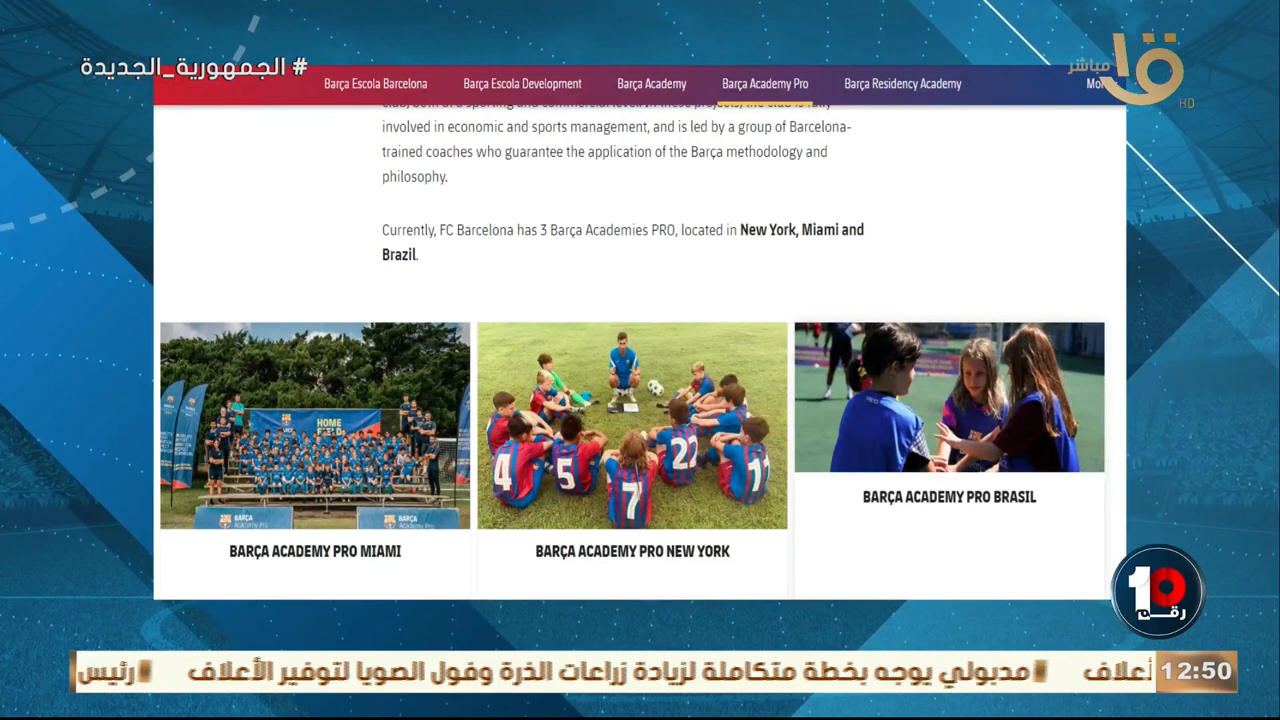 # الجمهورية_الجديدة
مباشر
HD
Barça Escola Barcelona
Barça Escola Development
Barça Academy
Barça Academy Pro
Barça Residency Academy
involved in economic and sports management, and is led by a group of Barcelona-
trained coaches who guarantee the application of the Barça methodology and
philosophy.
Currently, FC Barcelona has 3 Barça Academies PRO, located in New York, Miami and
Brazil.
HOME
4
5
7
22
BARÇA ACADEMY PRO MIAMI
BARÇA ACADEMY PRO NEW YORK
BARÇA ACADEMY PRO BRASIL
رقم
أعلاف مدبولي يوجه بخطة متكاملة لزيادة زراعات الذرة وفول الصويا لتوفير الأعلاف رئيس
12:50